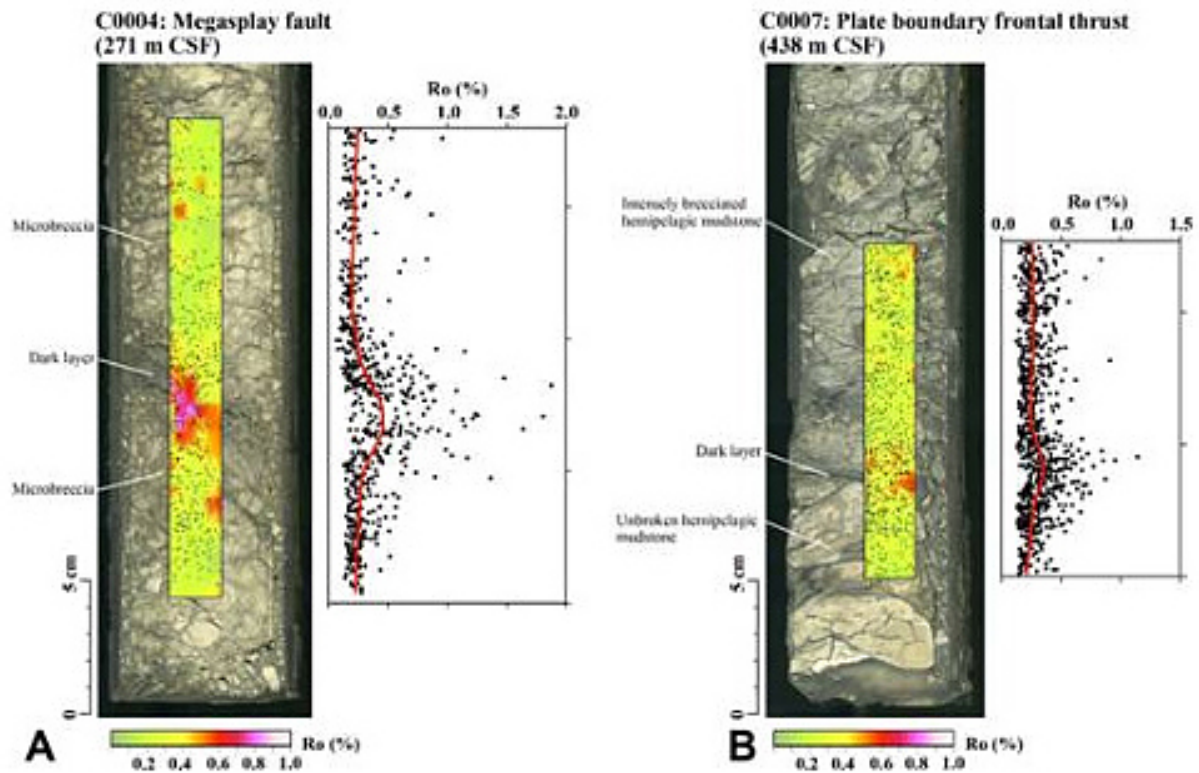 C0004: Megasplay fault
(271 m CSF)
Ro (%)
0.0 0.5 1.0 1.5 2.0
Microbreccia
Dark layer
Microbreccia
5 cm
0
A
Ro (%)
0.2 0.4 0.6 0.8 1.0
C0007: Plate boundary frontal thrust
(438 m CSF)
Intensely brecciated
hemipelagic mudstone
Ro (%)
0.0 0.5 1.0 1.5
Dark layer
Unbroken hemipelagic
mudstone
5 cm
0
B
Ro (%)
0.2 0.4 0.6 0.8 1.0